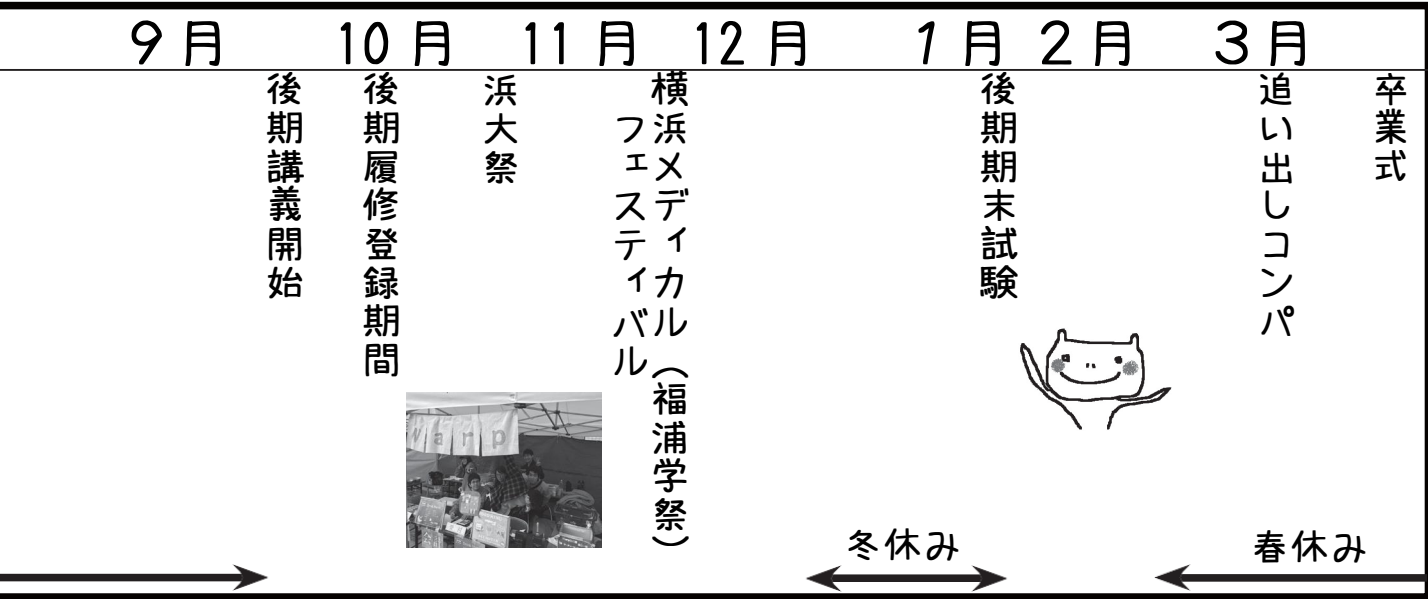 9月
10月
11月
12月
1月
2月
3月
後期講義開始
後期履修登録期間
浜大祭
横浜メディカル（福浦学祭）
フェスティバル
後期期末試験
追い出しコンパ
卒業式
warp
冬休み
春休み